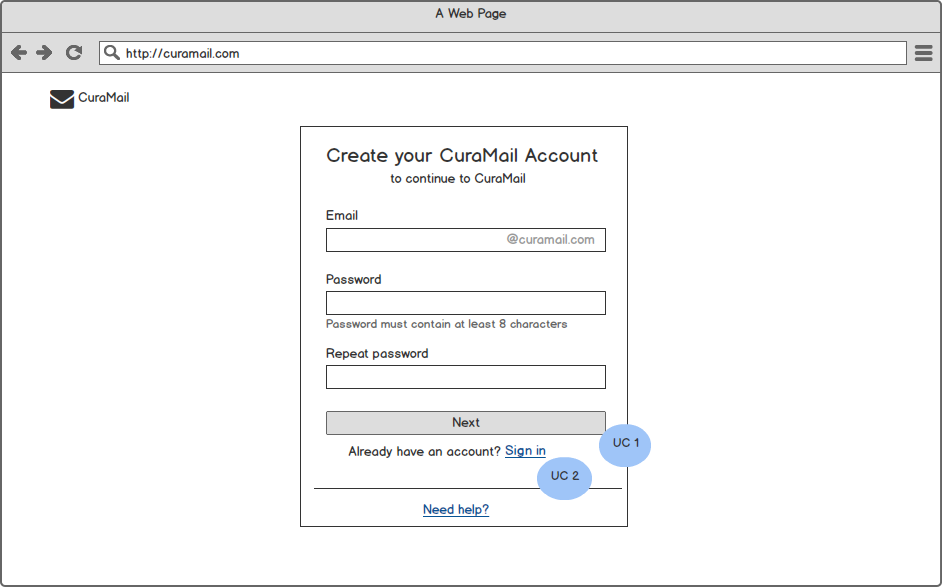 A Web Page
http://curamail.com
CuraMail
Create your CuraMail Account
to continue to CuraMail
Email
@curamail.com
Password
Password must contain at least 8 characters
Repeat password
Next
UC 1
Already have an account? Sign in
UC 2
Need help?